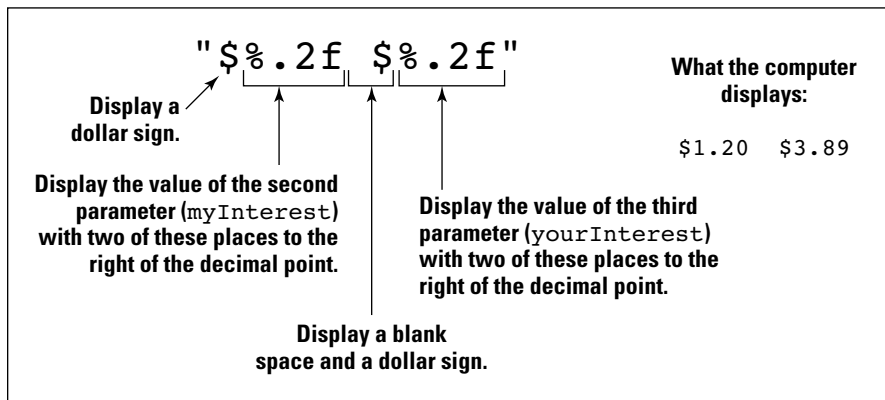 "$%.2f $%.2f"
Display a
dollar sign.
Display the value of the second
parameter (myInterest)
with two of these places to the
right of the decimal point.
Display a blank
space and a dollar sign.
Display the value of the third
parameter (yourInterest)
with two of these places to the
right of the decimal point.
What the computer
displays:
$1.20 $3.89